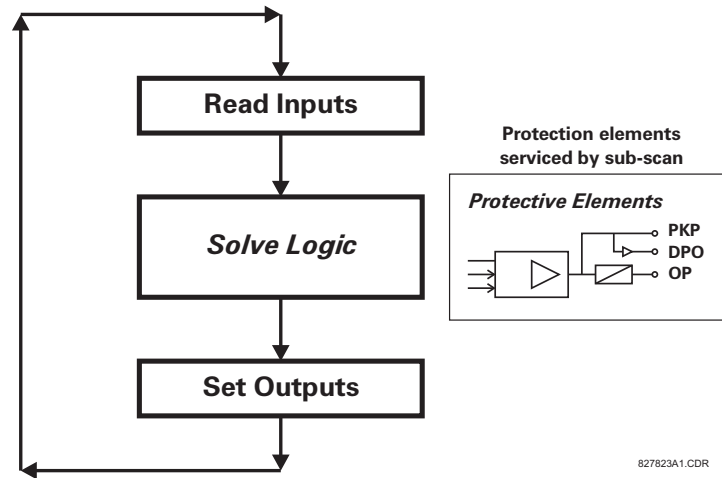 Read Inputs
Solve Logic
Set Outputs
Protection elements
serviced by sub-scan
Protective Elements
PKP
DPO
OP
827823A1.CDR